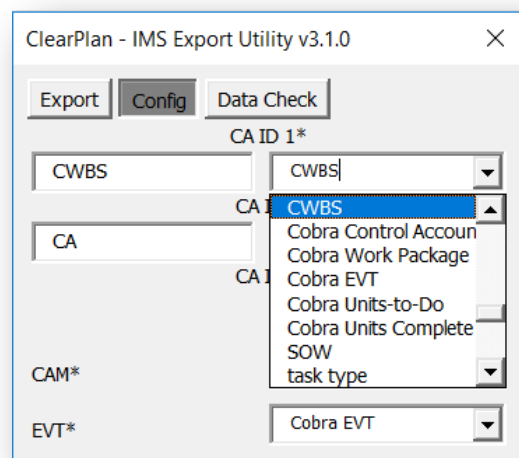 ClearPlan - IMS Export Utility v3.1.0
Export Config Data Check
CA ID 1*
CWBS CWBS
CA I
CWBS
CA
Cobra Control Accoun
Cobra Work Package
CA I
Cobra EVT
Cobra Units-to-Do
Cobra Units Complete
SOW
CAM* task type
EVT* Cobra EVT